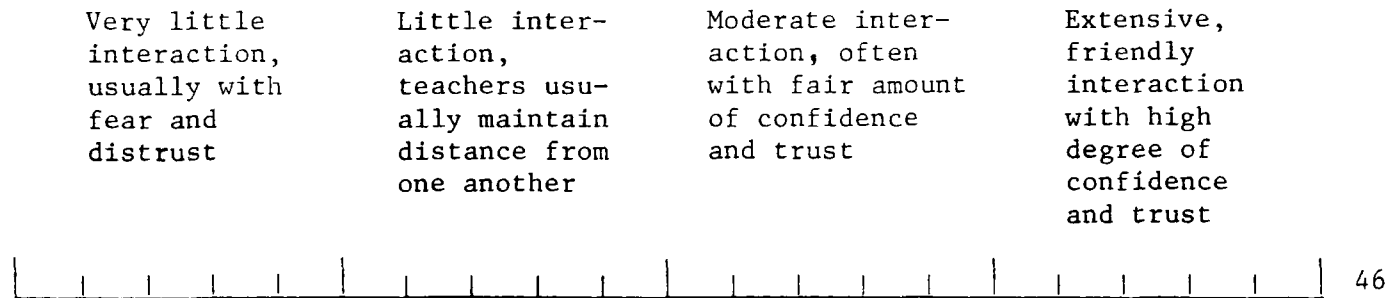 Very little
interaction,
usually with
fear and
distrust
Little inter-
action,
teachers usu-
ally maintain
distance from
one another
Moderate inter-
action, often
with fair amount
of confidence
and trust
Extensive,
friendly
interaction
with high
degree of
confidence
and trust
46